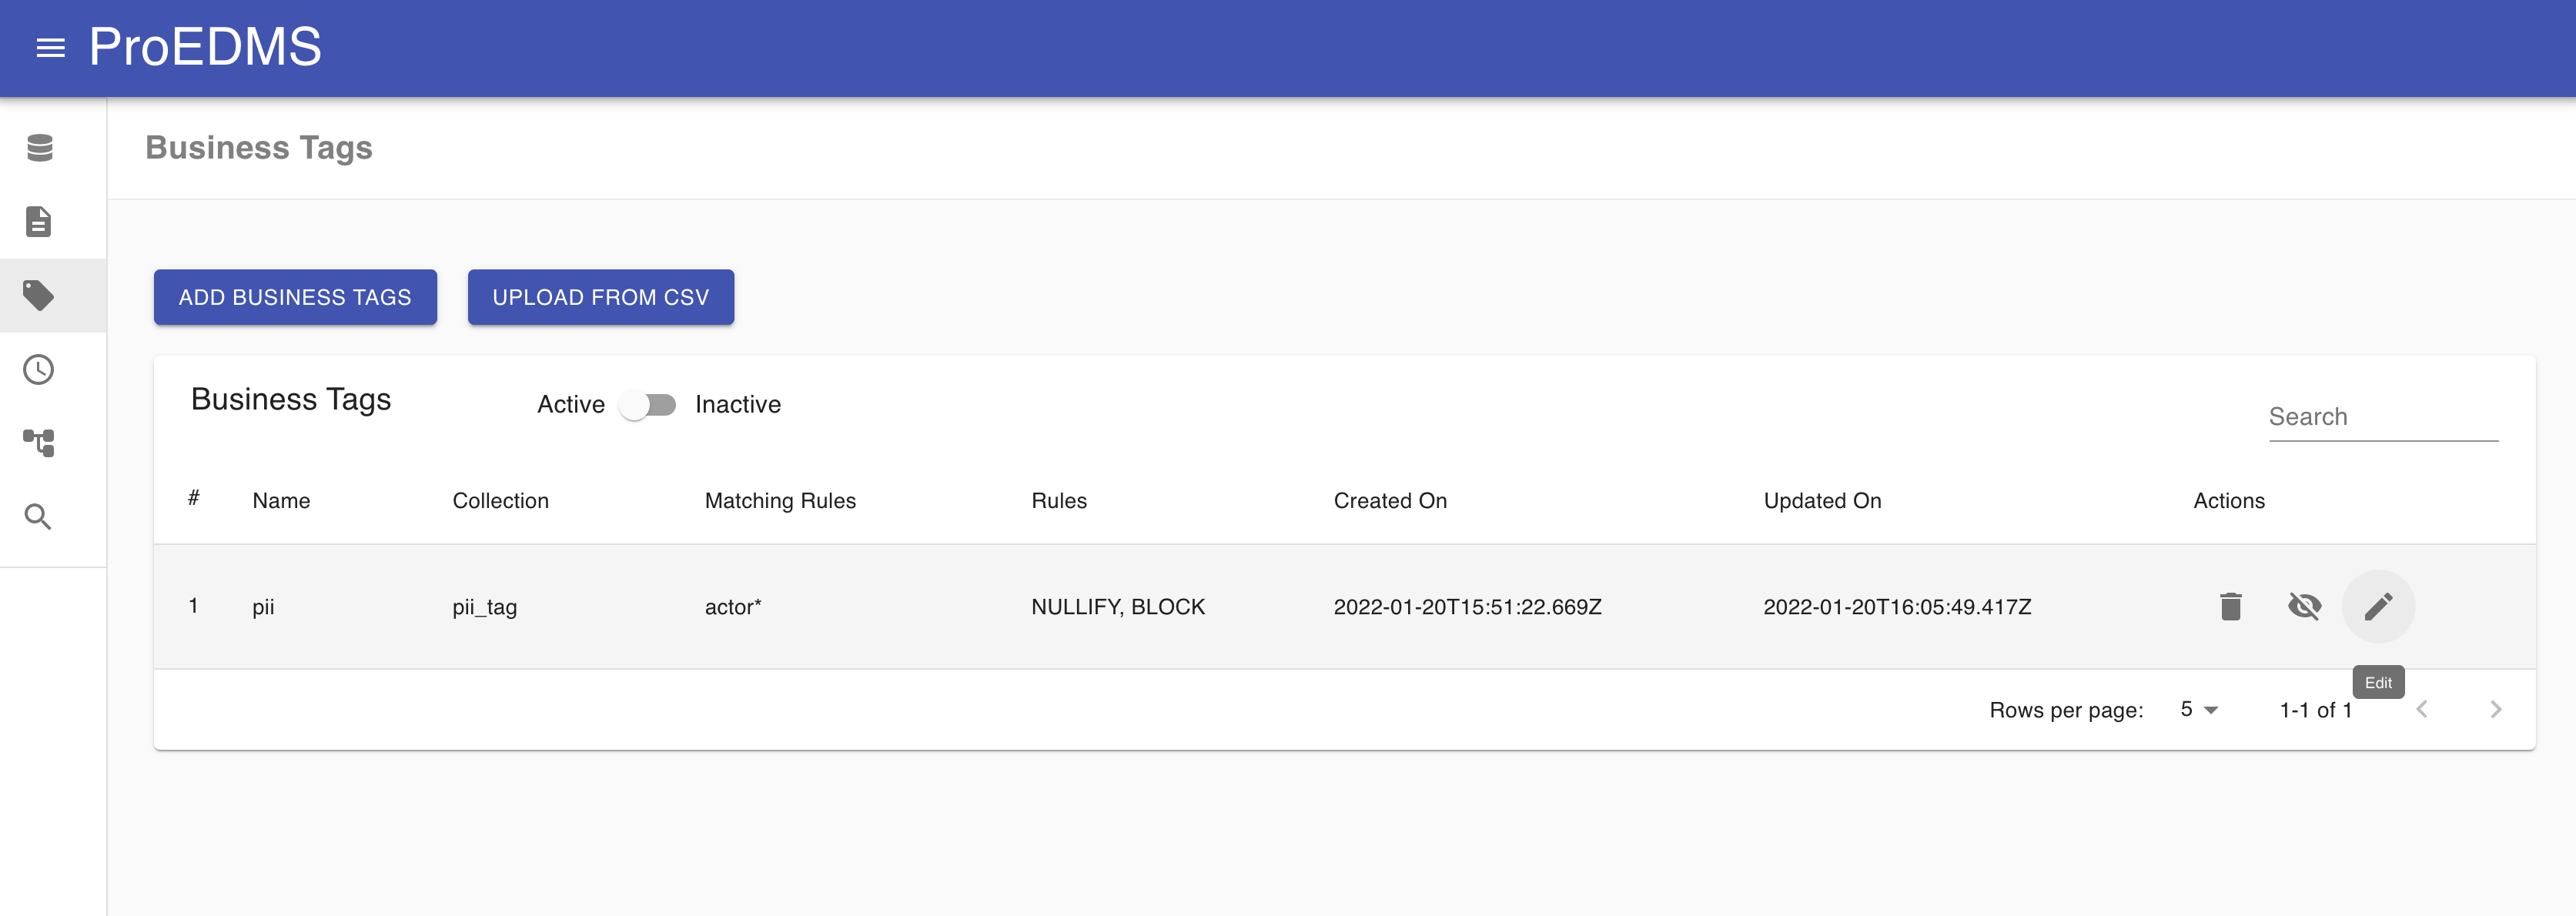 ProEDMS
Business Tags
ADD BUSINESS TAGS UPLOAD FROM CSV
Business Tags Active Inactive
Search
# Name Collection Matching Rules Rules Created On Updated On Actions
1 pii pii_tag actor* NULLIFY, BLOCK 2022-01-20T15:51:22.669Z 2022-01-20T16:05:49.417Z
Edit
Rows per page: 5 1-1 of 1